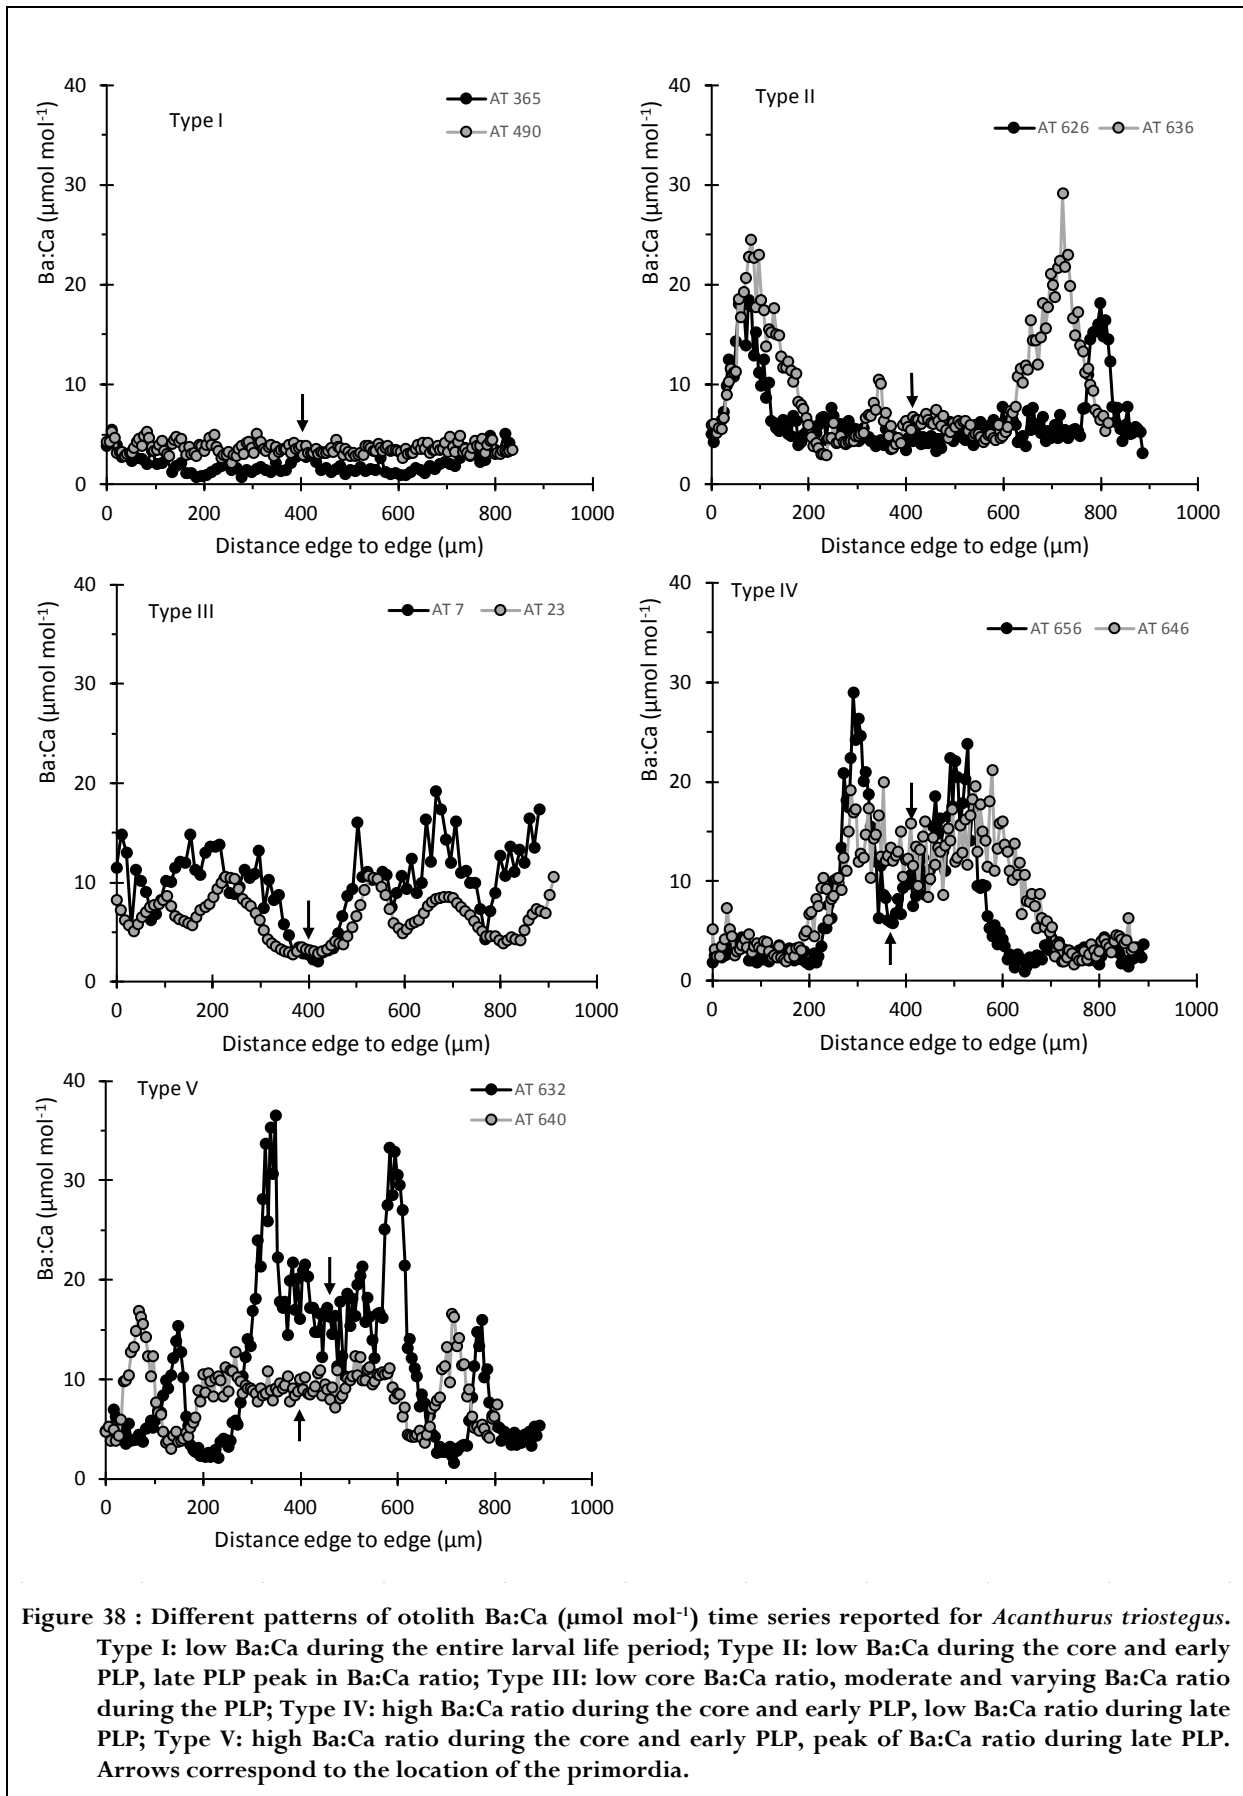 Type I
AT 365
AT 490
Ba:Ca (µmol mol⁻¹)
40
30
20
10
0
0 200 400 600 800 1000
Distance edge to edge (µm)
Type II
AT 626 AT 636
Ba:Ca (µmol mol⁻¹)
40
30
20
10
0
0 200 400 600 800 1000
Distance edge to edge (µm)
Type III
AT 7 AT 23
Ba:Ca (µmol mol⁻¹)
40
30
20
10
0
0 200 400 600 800 1000
Distance edge to edge (µm)
Type IV
AT 656 AT 646
Ba:Ca (µmol mol⁻¹)
40
30
20
10
0
0 200 400 600 800 1000
Distance edge to edge (µm)
Type V
AT 632
AT 640
Ba:Ca (µmol mol⁻¹)
40
30
20
10
0
0 200 400 600 800 1000
Distance edge to edge (µm)
Figure 38 : Different patterns of otolith Ba:Ca (µmol mol⁻¹) time series reported for Acanthurus triostegus.
Type I: low Ba:Ca during the entire larval life period; Type II: low Ba:Ca during the core and early
PLP, late PLP peak in Ba:Ca ratio; Type III: low core Ba:Ca ratio, moderate and varying Ba:Ca ratio
during the PLP; Type IV: high Ba:Ca ratio during the core and early PLP, low Ba:Ca ratio during late
PLP; Type V: high Ba:Ca ratio during the core and early PLP, peak of Ba:Ca ratio during late PLP.
Arrows correspond to the location of the primordia.